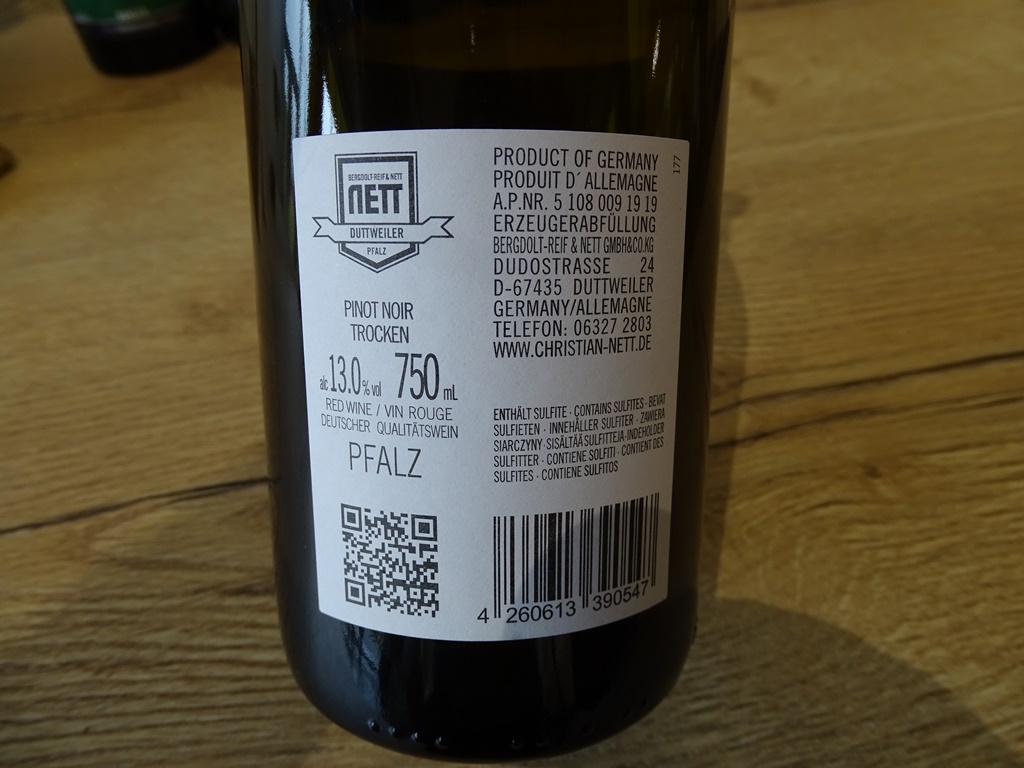 BERGDOLT-REIF & NETT
NETT
DUTTWEILER
PFALZ
PINOT NOIR
TROCKEN
alc 13.0 % vol 750 mL
RED WINE / VIN ROUGE
DEUTSCHER QUALITÄTSWEIN
PFALZ
PRODUCT OF GERMANY
PRODUIT D´ALLEMAGNE
A.P.NR. 5 108 009 19 19
ERZEUGERABFÜLLUNG
BERGDOLT-REIF & NETT GMBH&CO.KG
DUDOSTRASSE 24
D-67435 DUTTWEILER
GERMANY/ALLEMAGNE
TELEFON: 06327 2803
WWW.CHRISTIAN-NETT.DE
177
ENTHÄLT SULFITE · CONTAINS SULFITES · BEVAT
SULFIETEN · INNEHÅLLER SULFITER · ZAWIERA
SIARCZYNY · SISÄLTÄÄ SULFITTEJA · INDEHOLDER
SULFITTER · CONTIENE SOLFITI · CONTIENT DES
SULFITES · CONTIENE SULFITOS
4 260613 390547